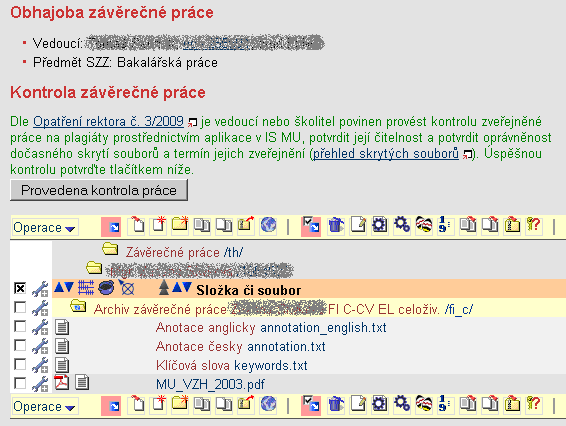 Obhajoba závěrečné práce
Vedoucí:
Předmět SZZ: Bakalářská práce
Kontrola závěrečné práce
Dle Opatření rektora č. 3/2009 je vedoucí nebo školitel povinen provést kontrolu zveřejněné
práce na plagiáty prostřednictvím aplikace v IS MU, potvrdit její čitelnost a potvrdit oprávněnost
dočasného skrytí souborů a termín jejich zveřejnění (přehled skrytých souborů). Úspěšnou
kontrolu potvrďte tlačítkem níže.
Provedena kontrola práce
Operace
Závěrečné práce /th/
Složka či soubor
Archiv závěrečné práce FI C-CV EL celoživ. /fi_c/
Anotace anglicky annotation_english.txt
Anotace česky annotation.txt
Klíčová slova keywords.txt
MU_VZH_2003.pdf
Operace